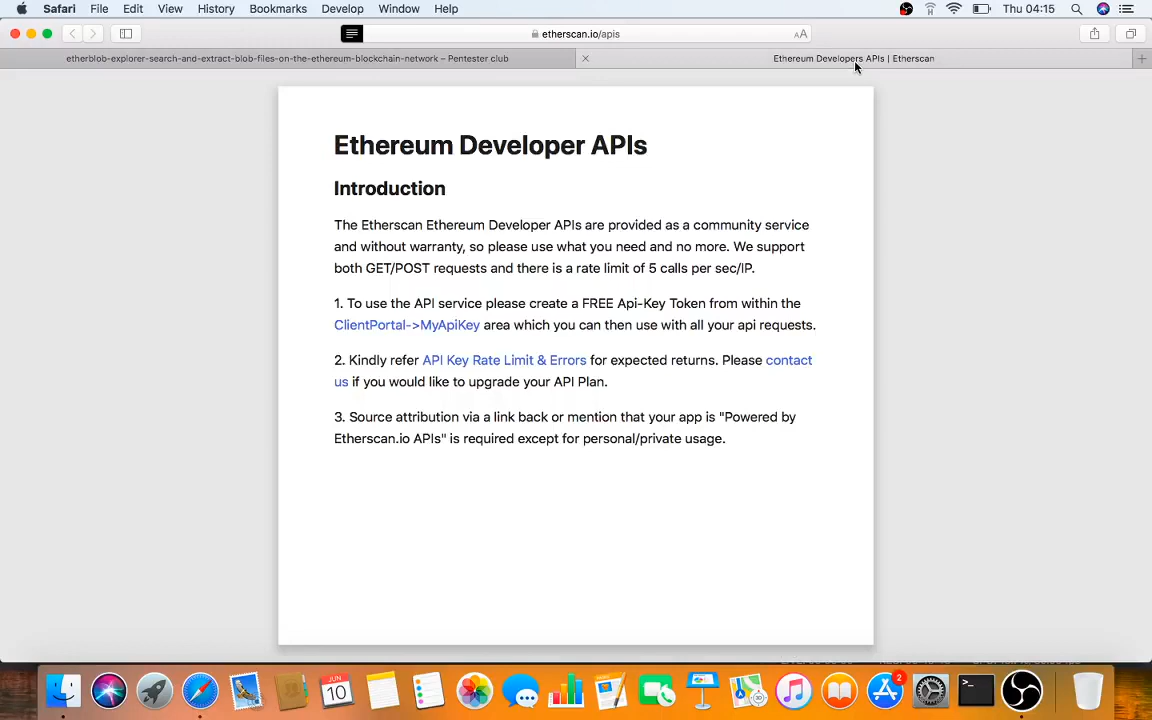 Safari File Edit View History Bookmarks Develop Window Help Thu 04:15
etherscan.io/apis AA
etherblob-explorer-search-and-extract-blob-files-on-the-ethereum-blockchain-network – Pentester club
Ethereum Developers APIs | Etherscan
Ethereum Developer APIs
Introduction
The Etherscan Ethereum Developer APIs are provided as a community service
and without warranty, so please use what you need and no more. We support
both GET/POST requests and there is a rate limit of 5 calls per sec/IP.
1. To use the API service please create a FREE Api-Key Token from within the
ClientPortal->MyApiKey area which you can then use with all your api requests.
2. Kindly refer API Key Rate Limit & Errors for expected returns. Please contact
us if you would like to upgrade your API Plan.
3. Source attribution via a link back or mention that your app is "Powered by
Etherscan.io APIs" is required except for personal/private usage.
JUN
10
2